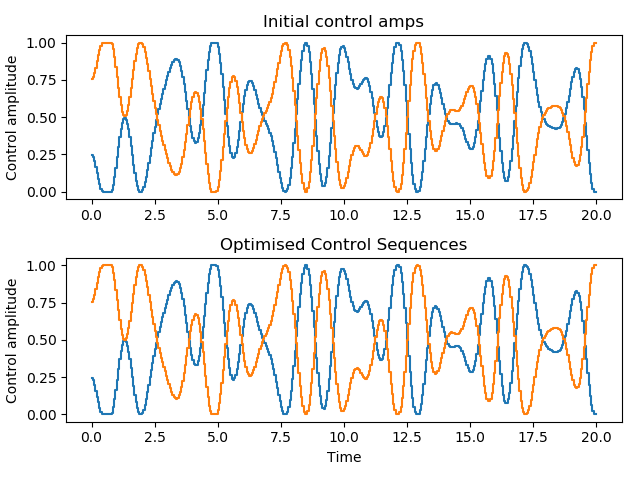 Initial control amps
Control amplitude
1.00
0.75
0.50
0.25
0.00
0.0 2.5 5.0 7.5 10.0 12.5 15.0 17.5 20.0
Optimised Control Sequences
Control amplitude
1.00
0.75
0.50
0.25
0.00
0.0 2.5 5.0 7.5 10.0 12.5 15.0 17.5 20.0
Time